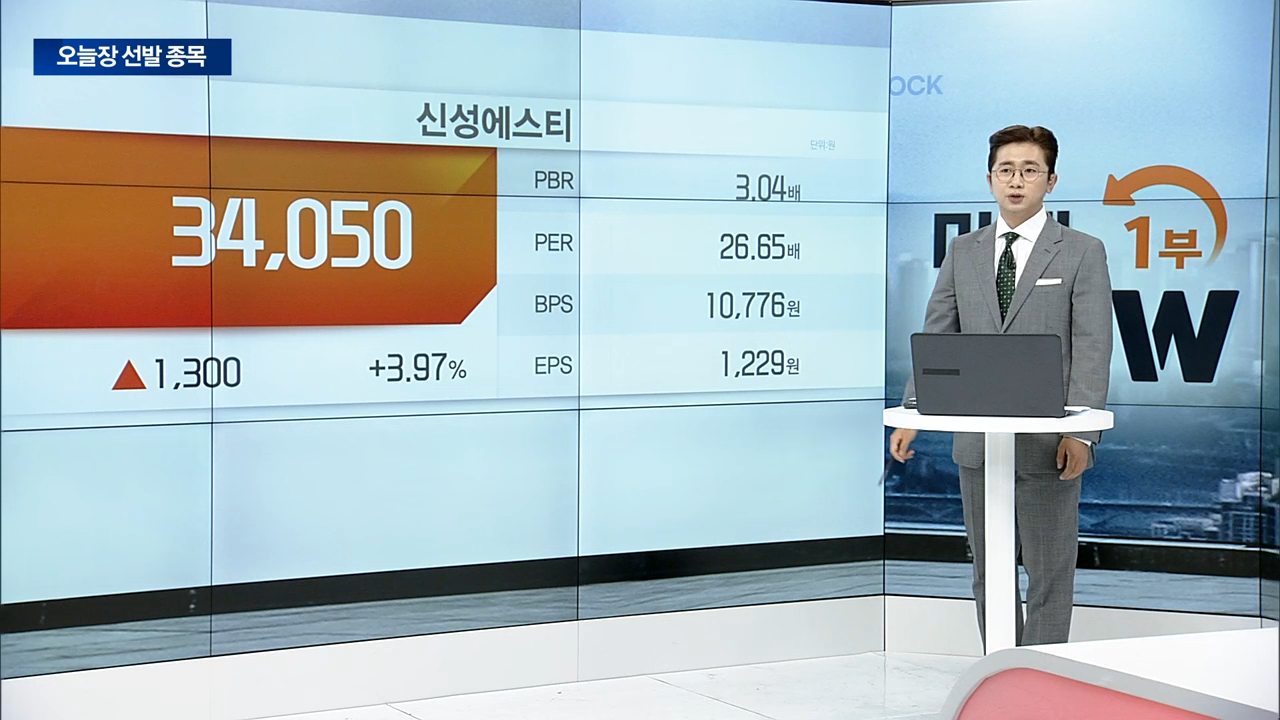 오늘장 선발 종목
신성에스티
단위:원
34,050
▲1,300 +3.97%
PBR 3.04배
PER 26.65배
BPS 10,776원
EPS 1,229원
OCK
1부
W